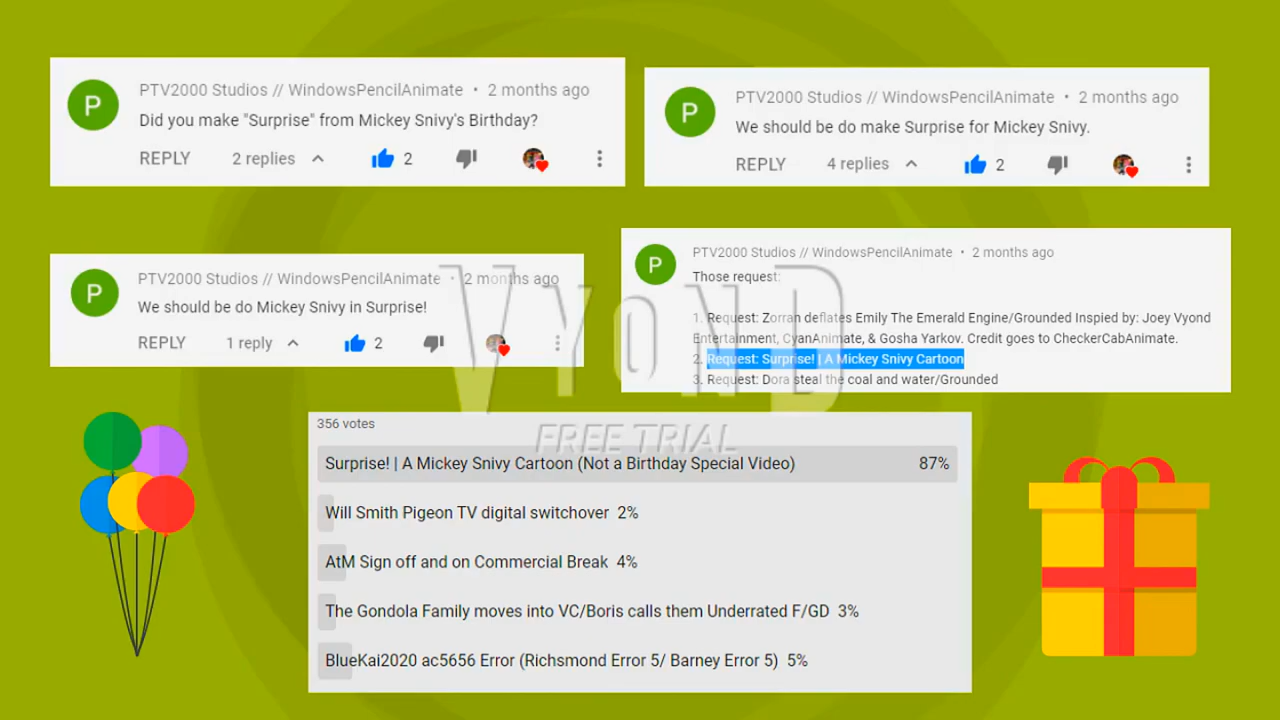 PTV2000 Studios // WindowsPencilAnimate • 2 months ago
Did you make "Surprise" from Mickey Snivy's Birthday?
REPLY 2 replies 2
P
PTV2000 Studios // WindowsPencilAnimate • 2 months ago
We should be do make Surprise for Mickey Snivy.
REPLY 4 replies 2
P
PTV2000 Studios // WindowsPencilAnimate • 2 months ago
We should be do Mickey Snivy in Surprise!
REPLY 1 reply 2
P
PTV2000 Studios // WindowsPencilAnimate • 2 months ago
P
Those request:
1. Request: Zorran deflates Emily The Emerald Engine/Grounded Inspied by: Joey Vyond
Entertainment, CyanAnimate, & Gosha Yarkov. Credit goes to CheckerCabAnimate.
2. Request: Surprise! | A Mickey Snivy Cartoon
3. Request: Dora steal the coal and water/Grounded
VYOND
FREE TRIAL
356 votes
Surprise! | A Mickey Snivy Cartoon (Not a Birthday Special Video) 87%
Will Smith Pigeon TV digital switchover 2%
AtM Sign off and on Commercial Break 4%
The Gondola Family moves into VC/Boris calls them Underrated F/GD 3%
BlueKai2020 ac5656 Error (Richsmond Error 5/ Barney Error 5) 5%